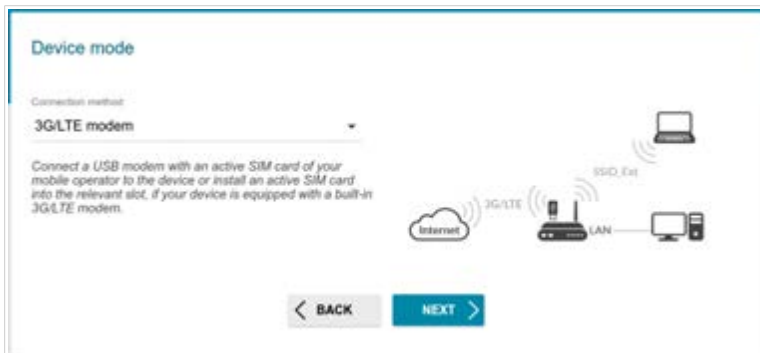 Device mode
Connection method
3G/LTE modem
Connect a USB modem with an active SIM card of your
mobile operator to the device or install an active SIM card
into the relevant slot, if your device is equipped with a built-in
3G/LTE modem.
SSID_Ext
3G/LTE
Internet
LAN
BACK
NEXT